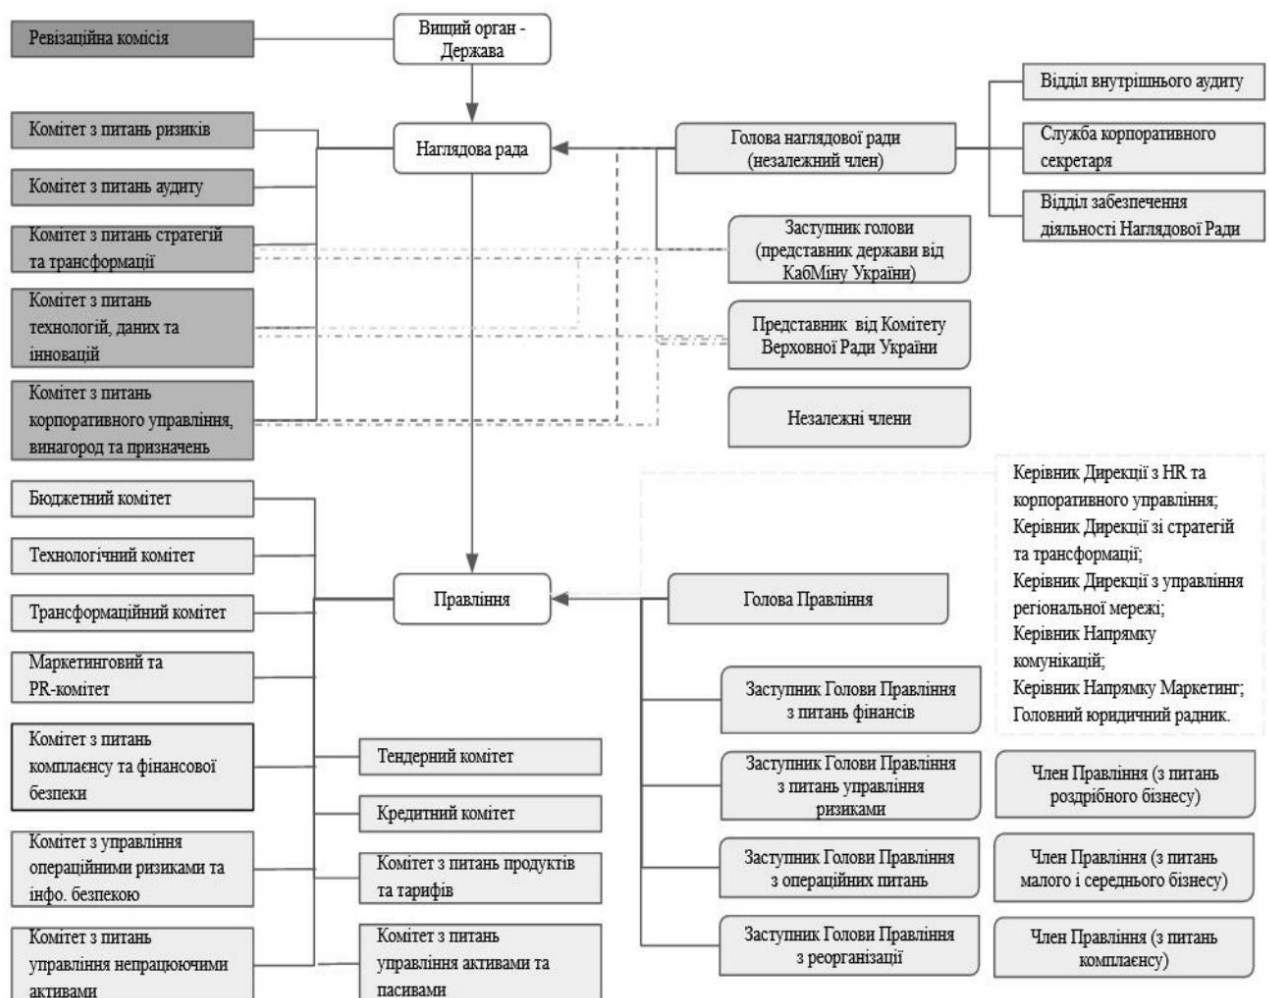 Ревізаційна комісія
Вищий орган -
Держава
Відділ внутрішнього аудиту
Комітет з питань ризиків
Наглядова рада
Голова наглядової ради
(незалежний член)
Служба корпоративного
секретаря
Комітет з питань аудиту
Відділ забезпечення
діяльності Наглядової Ради
Комітет з питань стратегій
та трансформації
Заступник голови
(представник держави від
КабМіну України)
Комітет з питань
технологій, даних та
інновацій
Представник від Комітету
Верховної Ради України
Комітет з питань
корпоративного управління,
винагород та призначень
Незалежні члени
Керівник Дирекції з HR та
корпоративного управління;
Керівник Дирекції зі стратегій
та трансформації;
Керівник Дирекції з управління
регіональної мережі;
Керівник Напрямку
комунікацій;
Керівник Напрямку Маркетинг;
Головний юридичний радник.
Бюджетний комітет
Технологічний комітет
Трансформаційний комітет
Правління
Голова Правління
Маркетинговий та
PR-комітет
Заступник Голови Правління
з питань фінансів
Комітет з питань
комплаєнсу та фінансової
безпеки
Тендерний комітет
Заступник Голови Правління
з питань управління
ризиками
Член Правління (з питань
роздрібного бізнесу)
Кредитний комітет
Комітет з управління
операційними ризиками та
інфо. безпекою
Комітет з питань продуктів
та тарифів
Заступник Голови Правління
з операційних питань
Член Правління (з питань
малого і середнього бізнесу)
Комітет з питань
управління непрацюючими
активами
Комітет з питань
управління активами та
пасивами
Заступник Голови Правління
з реорганізації
Член Правління (з питань
комплаєнсу)